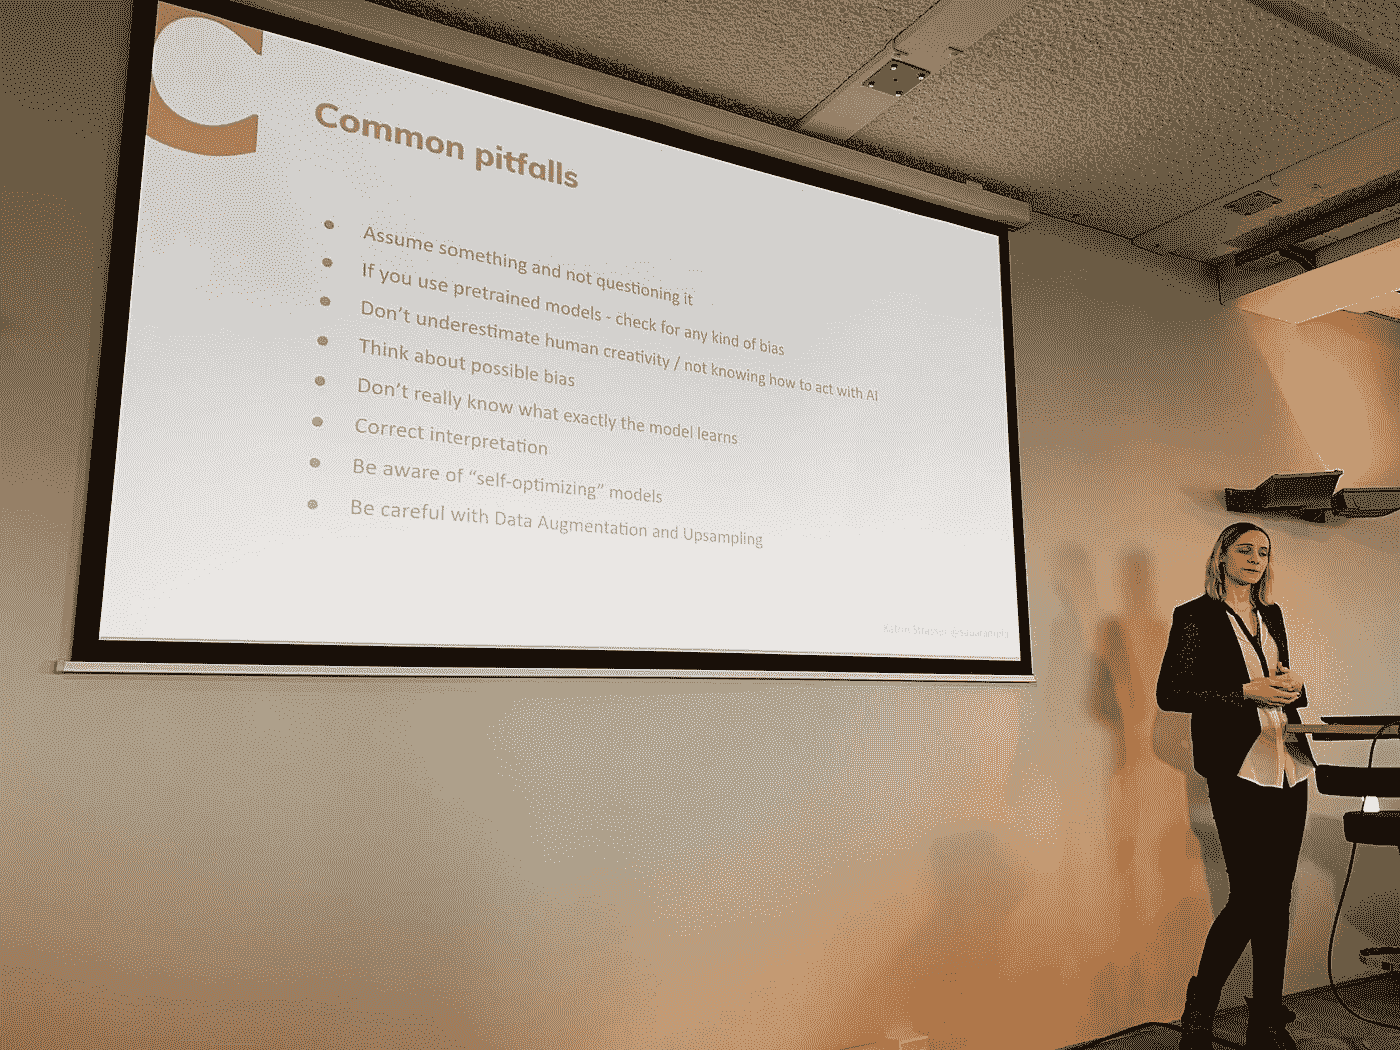 Common pitfalls
Assume something and not questioning it
If you use pretrained models - check for any kind of bias
Don't underestimate human creativity / not knowing how to act with AI
Think about possible bias
Don't really know what exactly the model learns
Correct interpretation
Be aware of “self-optimizing” models
Be careful with Data Augmentation and Upsampling